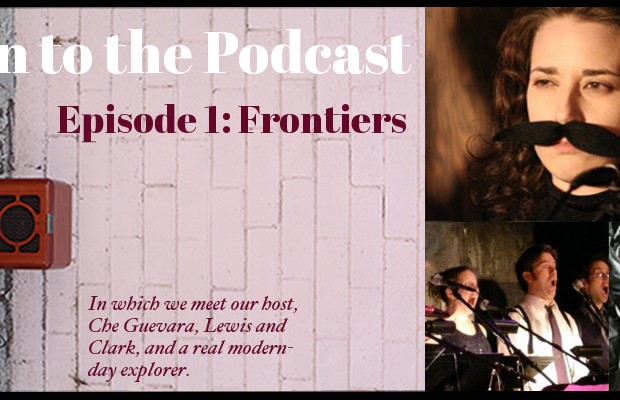 n to the Podcast
Episode 1: Frontiers
In which we meet our host,
Che Guevara, Lewis and
Clark, and a real modern-
day explorer.